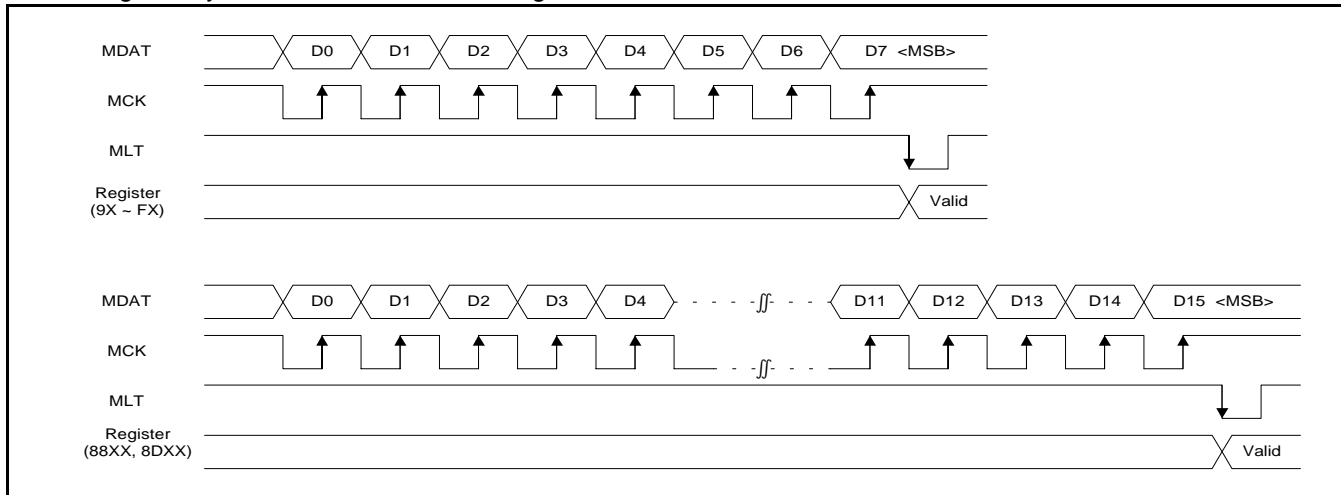 MDAT D0 D1 D2 D3 D4 D5 D6 D7 <MSB>
MCK
MLT
Register
(9X ~ FX)
Valid
MDAT D0 D1 D2 D3 D4 D11 D12 D13 D14 D15 <MSB>
MCK
MLT
Register
(88XX, 8DXX)
Valid